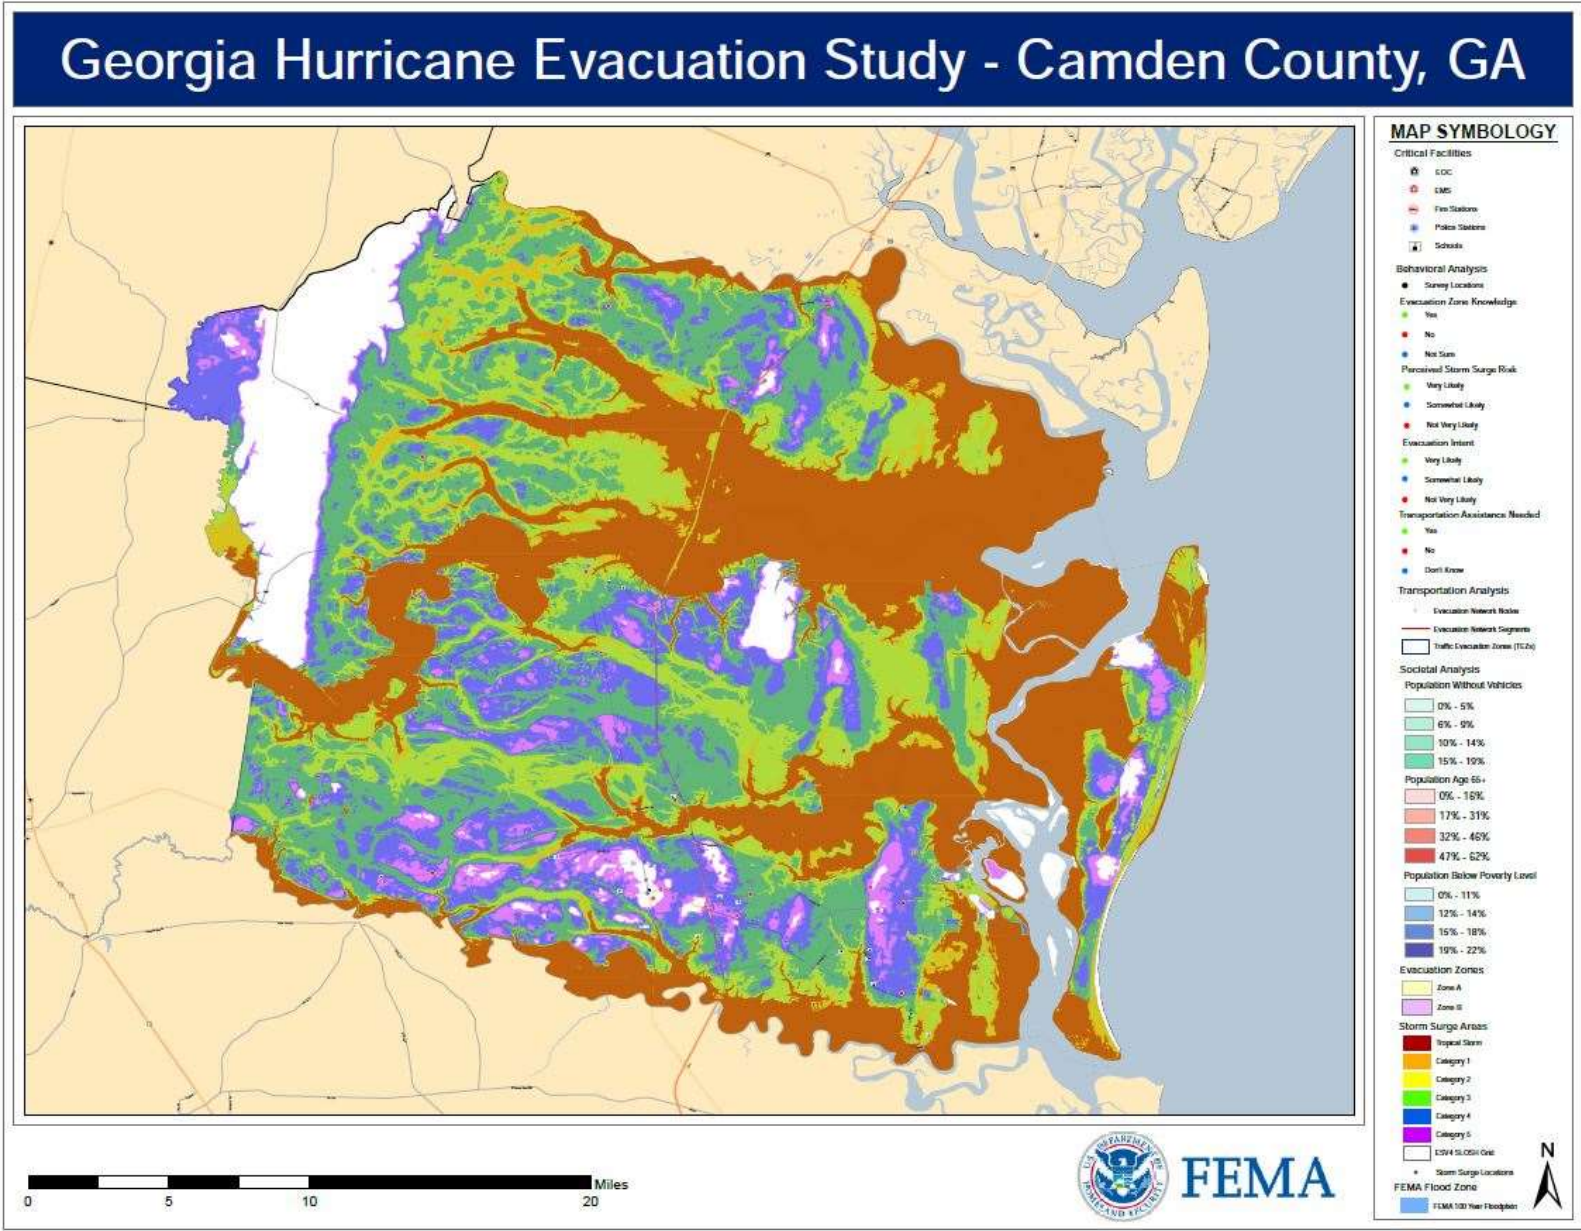 Georgia Hurricane Evacuation Study - Camden County, GA
MAP SYMBOLOGY
Critical Facilities
EOC
EMS
Fire Stations
Police Stations
Schools
Behavioral Analysis
Survey Locations
Evacuation Zone Knowledge
Yes
No
Not Sure
Perceived Storm Surge Risk
Very Likely
Somewhat Likely
Not Very Likely
Evacuation Intent
Very Likely
Somewhat Likely
Not Very Likely
Transportation Assistance Needed
Yes
No
Don't Know
Transportation Analysis
Evacuation Network Nodes
Evacuation Network Segments
Traffic Evacuation Zones (TEZs)
Societal Analysis
Population Without Vehicles
0% - 5%
6% - 9%
10% - 14%
15% - 19%
Population Age 65+
0% - 16%
17% - 31%
32% - 46%
47% - 62%
Population Below Poverty Level
0% - 11%
12% - 14%
15% - 18%
19% - 22%
Evacuation Zones
Zone A
Zone B
Storm Surge Areas
Tropical Storm
Category 1
Category 2
Category 3
Category 4
Category 5
ESV4 SLOSH Grid
Storm Surge Locations
FEMA Flood Zone
FEMA 100 Year Floodplain
N
Miles
0 5 10 20
FEMA